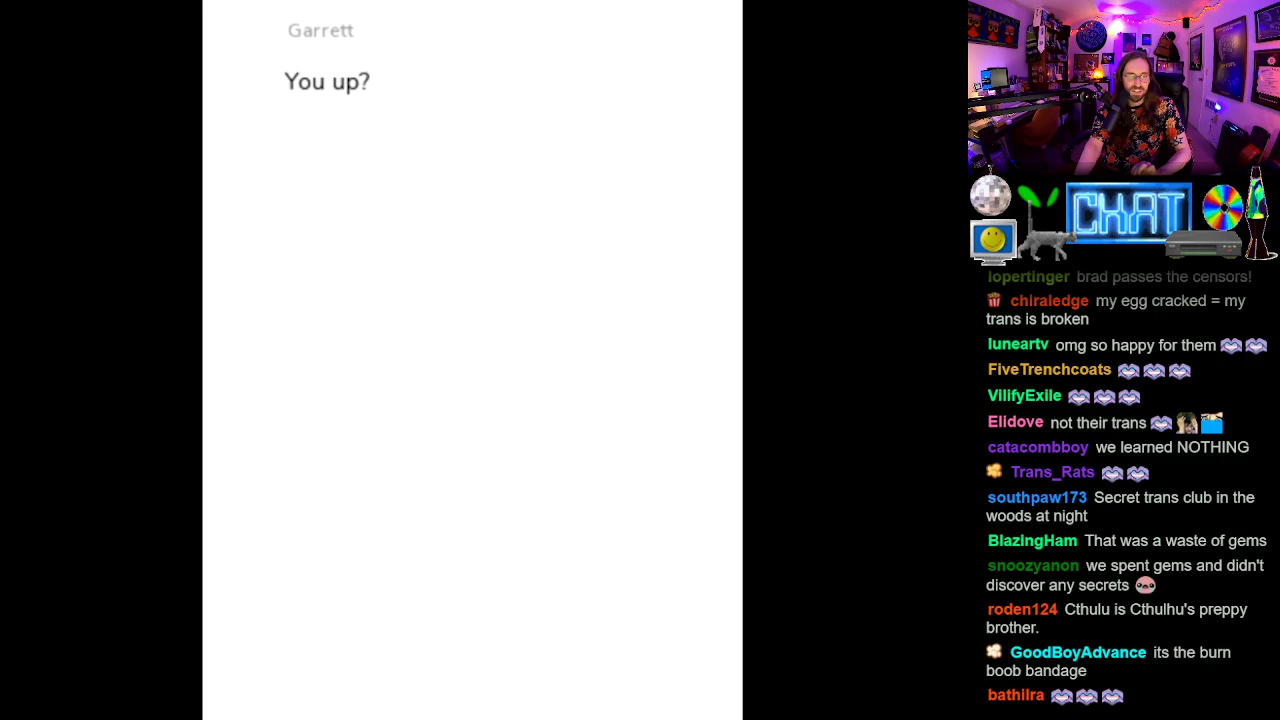 Garrett
You up?
CHAT
lopertinger brad passes the censors!
chiraledge my egg cracked = my
trans is broken
luneartv omg so happy for them
FiveTrenchcoats
VilifyExile
Elidove not their trans
catacombboy we learned NOTHING
Trans_Rats
southpaw173 Secret trans club in the
woods at night
BlazingHam That was a waste of gems
snoozyanon we spent gems and didn't
discover any secrets
roden124 Cthulu is Cthulhu's preppy
brother.
GoodBoyAdvance its the burn
boob bandage
bathilra